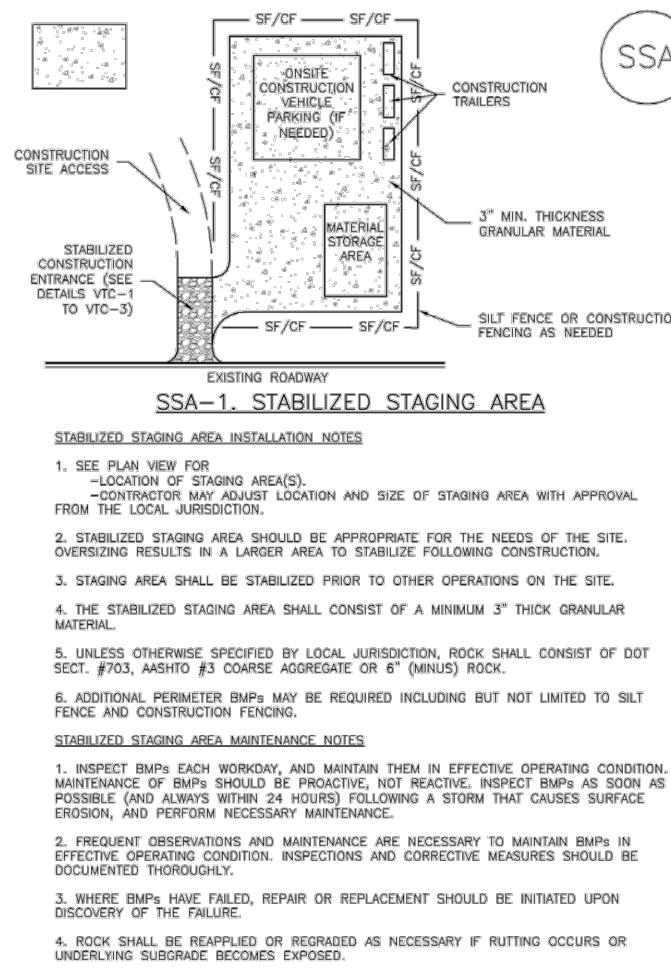 SF/CF SF/CF
SSA
ONSITE
CONSTRUCTION
VEHICLE
PARKING (IF
NEEDED)
SF/CF
SF/CF
CONSTRUCTION
TRAILERS
CONSTRUCTION
SITE ACCESS
SF/CF
SF/CF
3" MIN. THICKNESS
GRANULAR MATERIAL
MATERIAL
STORAGE
AREA
STABILIZED
CONSTRUCTION
ENTRANCE (SEE
DETAILS VTC-1
TO VTC-3)
SF/CF
SF/CF SF/CF
SILT FENCE OR CONSTRUCTIO
FENCING AS NEEDED
EXISTING ROADWAY
SSA-1. STABILIZED STAGING AREA
STABILIZED STAGING AREA INSTALLATION NOTES
1. SEE PLAN VIEW FOR
-LOCATION OF STAGING AREA(S).
-CONTRACTOR MAY ADJUST LOCATION AND SIZE OF STAGING AREA WITH APPROVAL
FROM THE LOCAL JURISDICTION.
2. STABILIZED STAGING AREA SHOULD BE APPROPRIATE FOR THE NEEDS OF THE SITE.
OVERSIZING RESULTS IN A LARGER AREA TO STABILIZE FOLLOWING CONSTRUCTION.
3. STAGING AREA SHALL BE STABILIZED PRIOR TO OTHER OPERATIONS ON THE SITE.
4. THE STABILIZED STAGING AREA SHALL CONSIST OF A MINIMUM 3" THICK GRANULAR
MATERIAL.
5. UNLESS OTHERWISE SPECIFIED BY LOCAL JURISDICTION, ROCK SHALL CONSIST OF DOT
SECT. #703, AASHTO #3 COARSE AGGREGATE OR 6" (MINUS) ROCK.
6. ADDITIONAL PERIMETER BMPs MAY BE REQUIRED INCLUDING BUT NOT LIMITED TO SILT
FENCE AND CONSTRUCTION FENCING.
STABILIZED STAGING AREA MAINTENANCE NOTES
1. INSPECT BMPs EACH WORKDAY, AND MAINTAIN THEM IN EFFECTIVE OPERATING CONDITION.
MAINTENANCE OF BMPs SHOULD BE PROACTIVE, NOT REACTIVE. INSPECT BMPs AS SOON AS
POSSIBLE (AND ALWAYS WITHIN 24 HOURS) FOLLOWING A STORM THAT CAUSES SURFACE
EROSION, AND PERFORM NECESSARY MAINTENANCE.
2. FREQUENT OBSERVATIONS AND MAINTENANCE ARE NECESSARY TO MAINTAIN BMPs IN
EFFECTIVE OPERATING CONDITION. INSPECTIONS AND CORRECTIVE MEASURES SHOULD BE
DOCUMENTED THOROUGHLY.
3. WHERE BMPs HAVE FAILED, REPAIR OR REPLACEMENT SHOULD BE INITIATED UPON
DISCOVERY OF THE FAILURE.
4. ROCK SHALL BE REAPPLIED OR REGRADED AS NECESSARY IF RUTTING OCCURS OR
UNDERLYING SUBGRADE BECOMES EXPOSED.